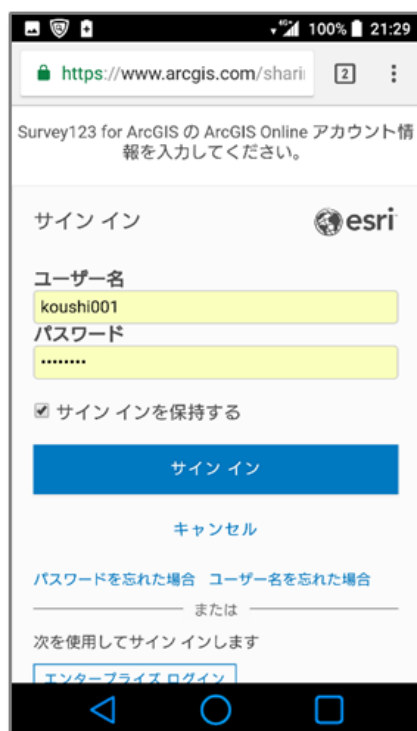 4G 100% 21:29
https://www.arcgis.com/shari 2
Survey123 for ArcGIS の ArcGIS Online アカウント情
報を入力してください。
サイン イン esri
ユーザー名
koushi001
パスワード
••••••••
サイン インを保持する
サイン イン
キャンセル
パスワードを忘れた場合 ユーザー名を忘れた場合
または
次を使用してサイン インします
エンタープライズ ログイン